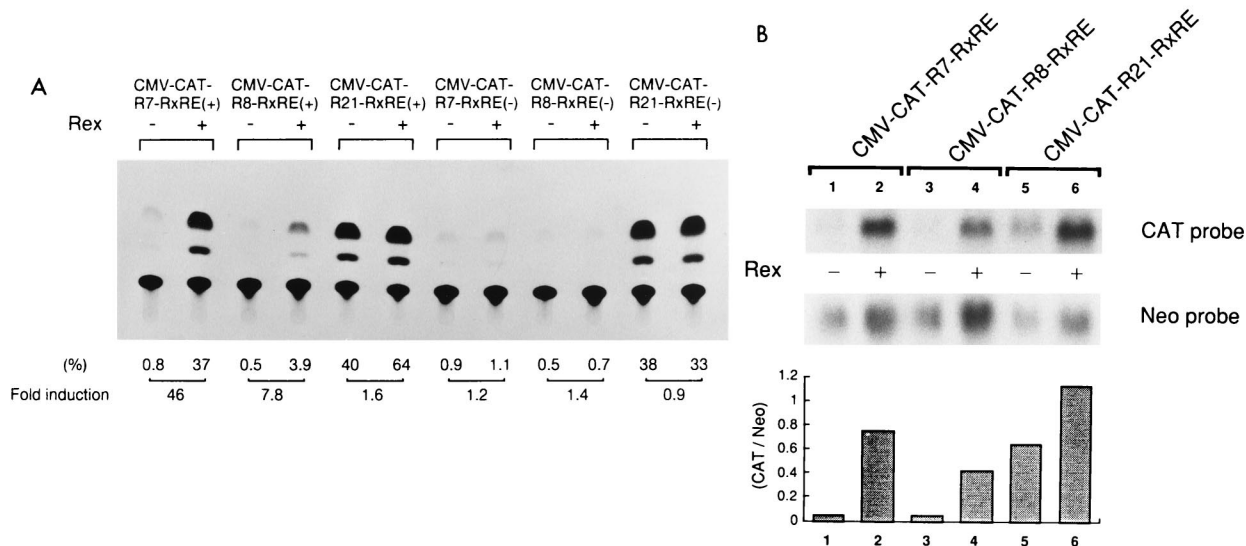 A
CMV-CAT- CMV-CAT- CMV-CAT- CMV-CAT- CMV-CAT- CMV-CAT-
R7-RxRE(+) R8-RxRE(+) R21-RxRE(+) R7-RxRE(-) R8-RxRE(-) R21-RxRE(-)
Rex - + - + - + - + - + - +
(%) 0.8 37 0.5 3.9 40 64 0.9 1.1 0.5 0.7 38 33
Fold induction 46 7.8 1.6 1.2 1.4 0.9
B
CMV-CAT-R7-RxRE
CMV-CAT-R8-RxRE
CMV-CAT-R21-RxRE
1 2 3 4 5 6
CAT probe
Rex − + − + − +
Neo probe
(CAT / Neo)
1.2
1
0.8
0.6
0.4
0.2
0
1 2 3 4 5 6